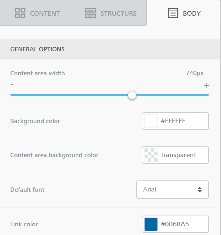 CONTENT STRUCTURE BODY
GENERAL OPTIONS
Content area width 740px
- +
Background color #FFFFFF
Content area background color Transparent
Default font Arial
Link color #0068A5